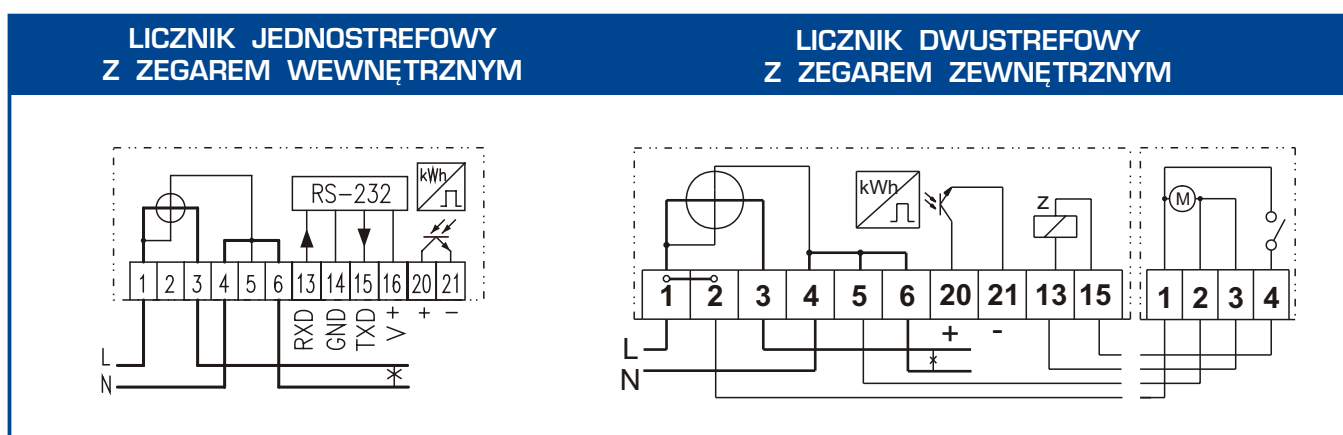 LICZNIK JEDNOSTREFOWY
Z ZEGAREM WEWNĘTRZNYM
kWh
RS-232
1 2 3 4 5 6 13 14 15 16 20 21
RXD GND TXD V+ + -
L
N
LICZNIK DWUSTREFOWY
Z ZEGAREM ZEWNĘTRZNYM
kWh
Z
M
1 2 3 4 5 6 20 21 13 15
1 2 3 4
+ -
L
N